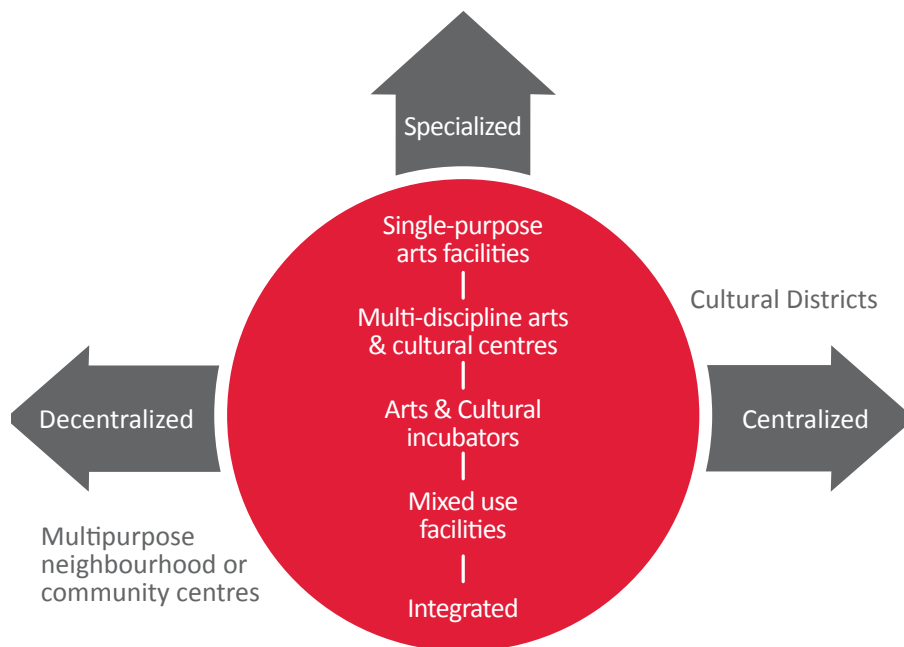 Specialized
Single-purpose
arts facilities
Cultural Districts
Multi-discipline arts
& cultural centres
Decentralized
Arts & Cultural
incubators
Centralized
Mixed use
facilities
Multipurpose
neighbourhood or
community centres
Integrated